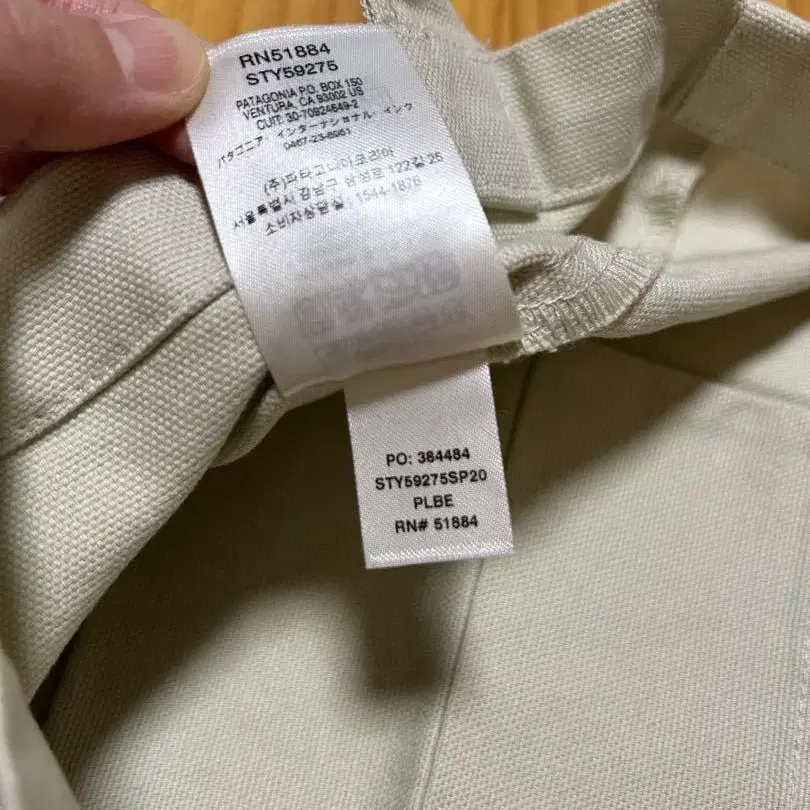 RN51884
STY59275
PATAGONIA P.O. BOX 150
VENTURA, CA 93002 US
CUIT: 30-70924649-2
パタゴニア・インターナショナル・インク
0467-23-8961
(주)파타고니아코리아
서울특별시 강남구 삼성로 122길 25
소비자상담실 : 1544-1876
PO: 384484
STY59275SP20
PLBE
RN# 51884